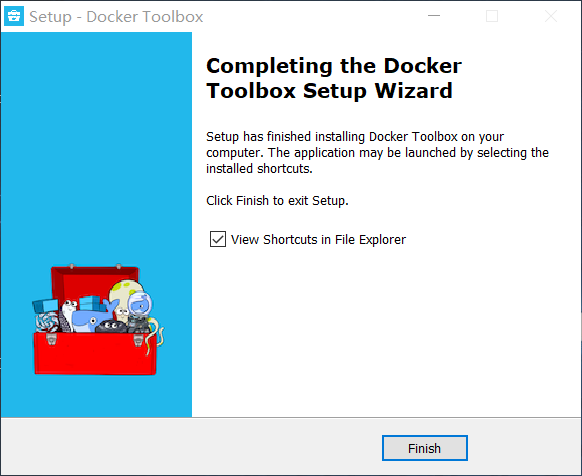 Setup - Docker Toolbox
Completing the Docker
Toolbox Setup Wizard
Setup has finished installing Docker Toolbox on your
computer. The application may be launched by selecting the
installed shortcuts.
Click Finish to exit Setup.
View Shortcuts in File Explorer
Finish